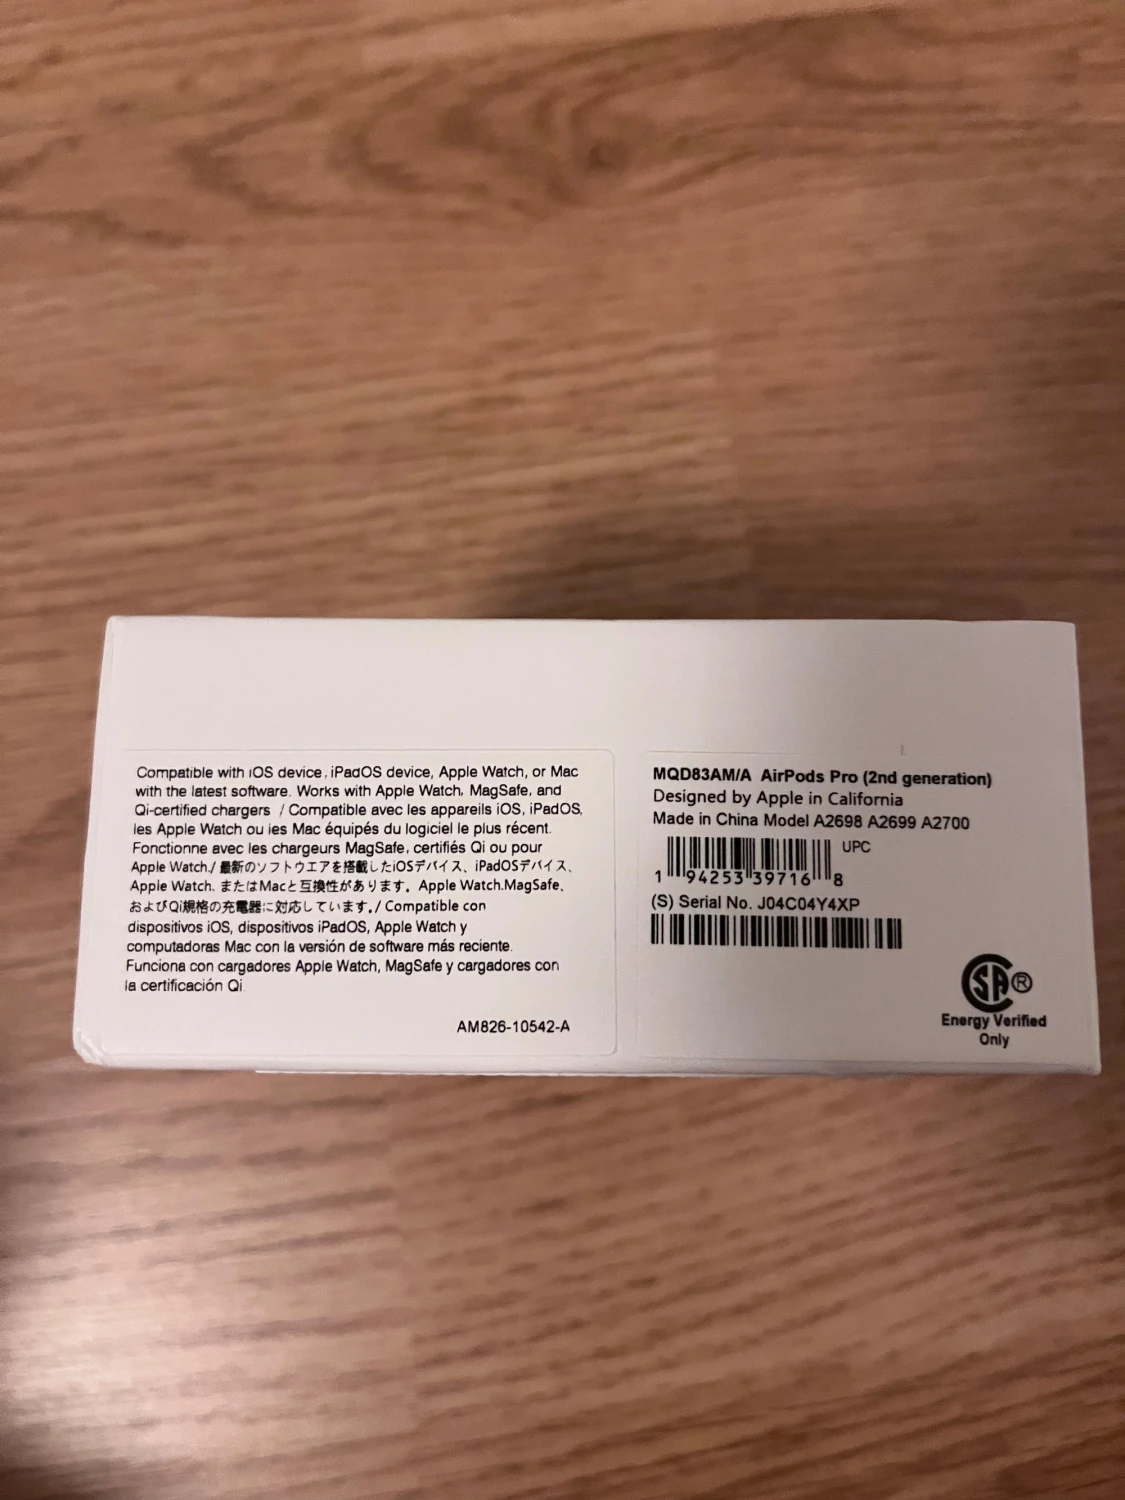 Compatible with iOS device, iPadOS device, Apple Watch, or Mac
with the latest software. Works with Apple Watch, MagSafe, and
Qi-certified chargers / Compatible avec les appareils iOS, iPadOS,
les Apple Watch ou les Mac équipés du logiciel le plus récent.
Fonctionne avec les chargeurs MagSafe, certifiés Qi ou pour
Apple Watch./ 最新のソフトウエアを搭載したiOSデバイス、iPadOSデバイス、
Apple Watch、またはMacと互換性があります。Apple Watch.MagSafe、
およびQi規格の充電器に対応しています。/ Compatible con
dispositivos iOS, dispositivos iPadOS, Apple Watch y
computadoras Mac con la versión de software más reciente.
Funciona con cargadores Apple Watch, MagSafe y cargadores con
la certificación Qi
AM826-10542-A
MQD83AM/A AirPods Pro (2nd generation)
Designed by Apple in California
Made in China Model A2698 A2699 A2700
UPC
1 94253 39716 8
(S) Serial No. J04C04Y4XP
SA®
Energy Verified
Only